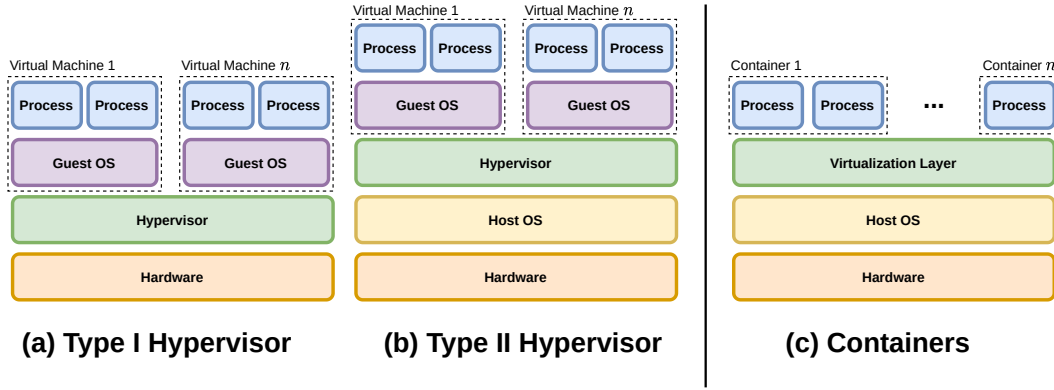 Virtual Machine 1
Virtual Machine n
Process
Process
Process
Process
Guest OS
Guest OS
Hypervisor
Hardware
(a) Type I Hypervisor
Virtual Machine 1
Virtual Machine n
Process
Process
Process
Process
Guest OS
Guest OS
Hypervisor
Host OS
Hardware
(b) Type II Hypervisor
Container 1
Container n
Process
Process
...
Process
Virtualization Layer
Host OS
Hardware
(c) Containers